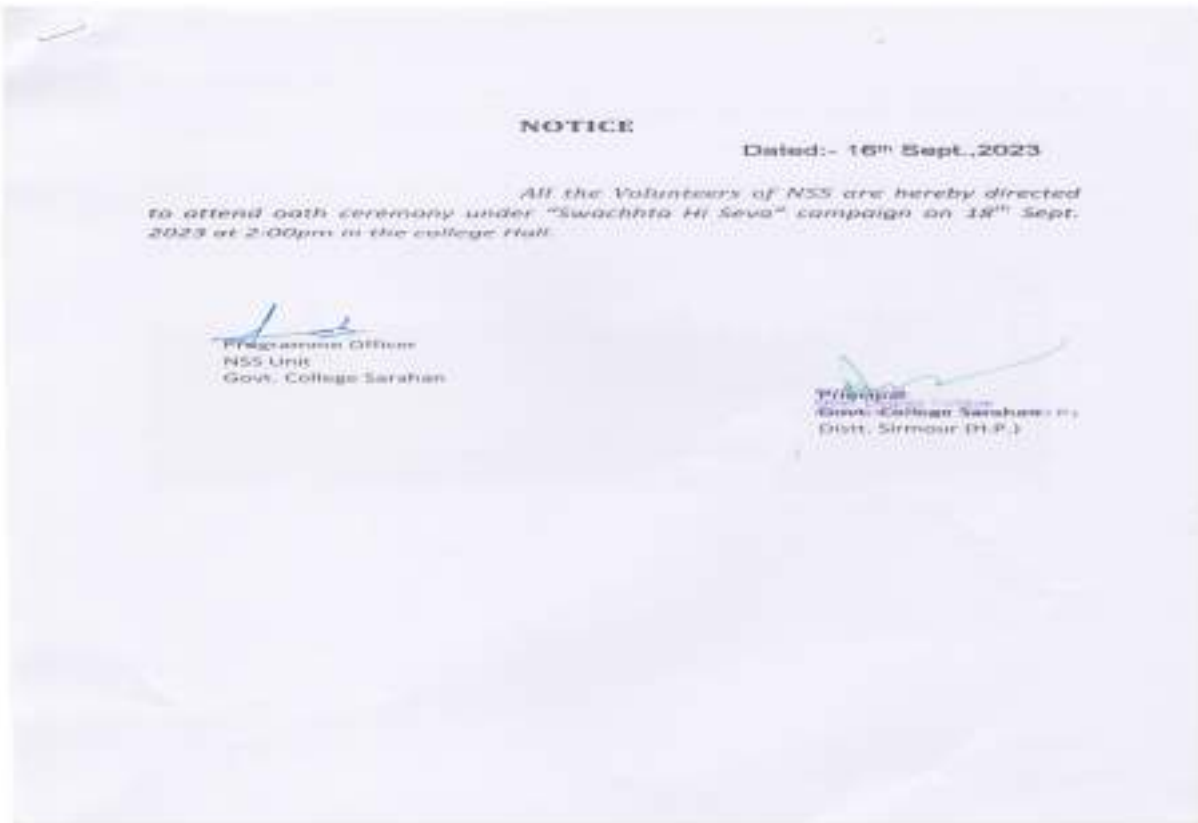 NOTICE
Dated:- 16th Sept.,2023
All the Volunteers of NSS are hereby directed
to attend oath ceremony under "Swachhta Hi Seva" campaign on 18th Sept.
2023 at 2:00pm in the college Hall.
Programme Officer
NSS Unit
Govt. College Sarahan
Principal
Govt. College Sarahan
Distt. Sirmour (H.P.)